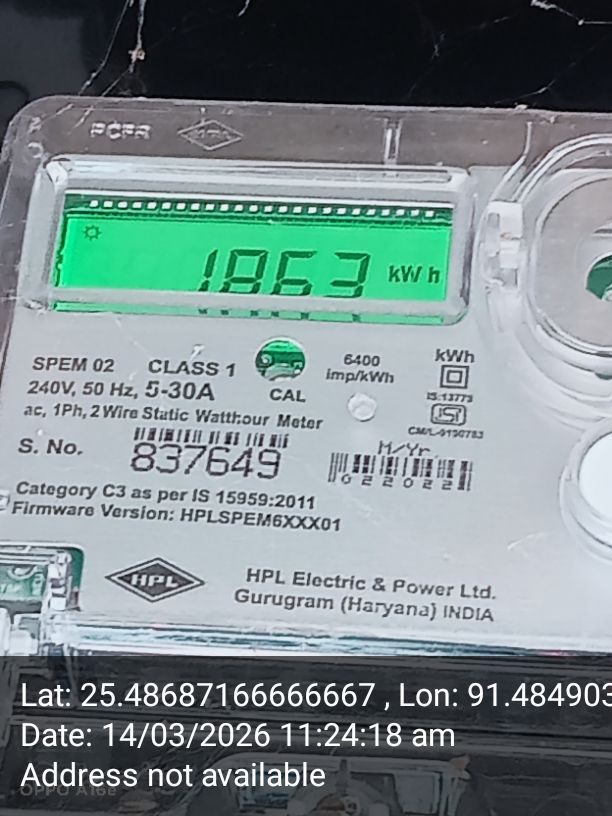 1863 kWh
SPEM 02 CLASS 1
240V, 50 Hz, 5-30A
ac, 1Ph, 2 Wire Static Watthour Meter
CAL
6400
imp/kWh
kWh
IS:13779
S. No.
837649
M/Yr.
022022
Category C3 as per IS 15959:2011
Firmware Version: HPLSPEM6XXX01
HPL
HPL Electric & Power Ltd.
Gurugram (Haryana) INDIA
Lat: 25.48687166666667 , Lon: 91.484903
Date: 14/03/2026 11:24:18 am
Address not available